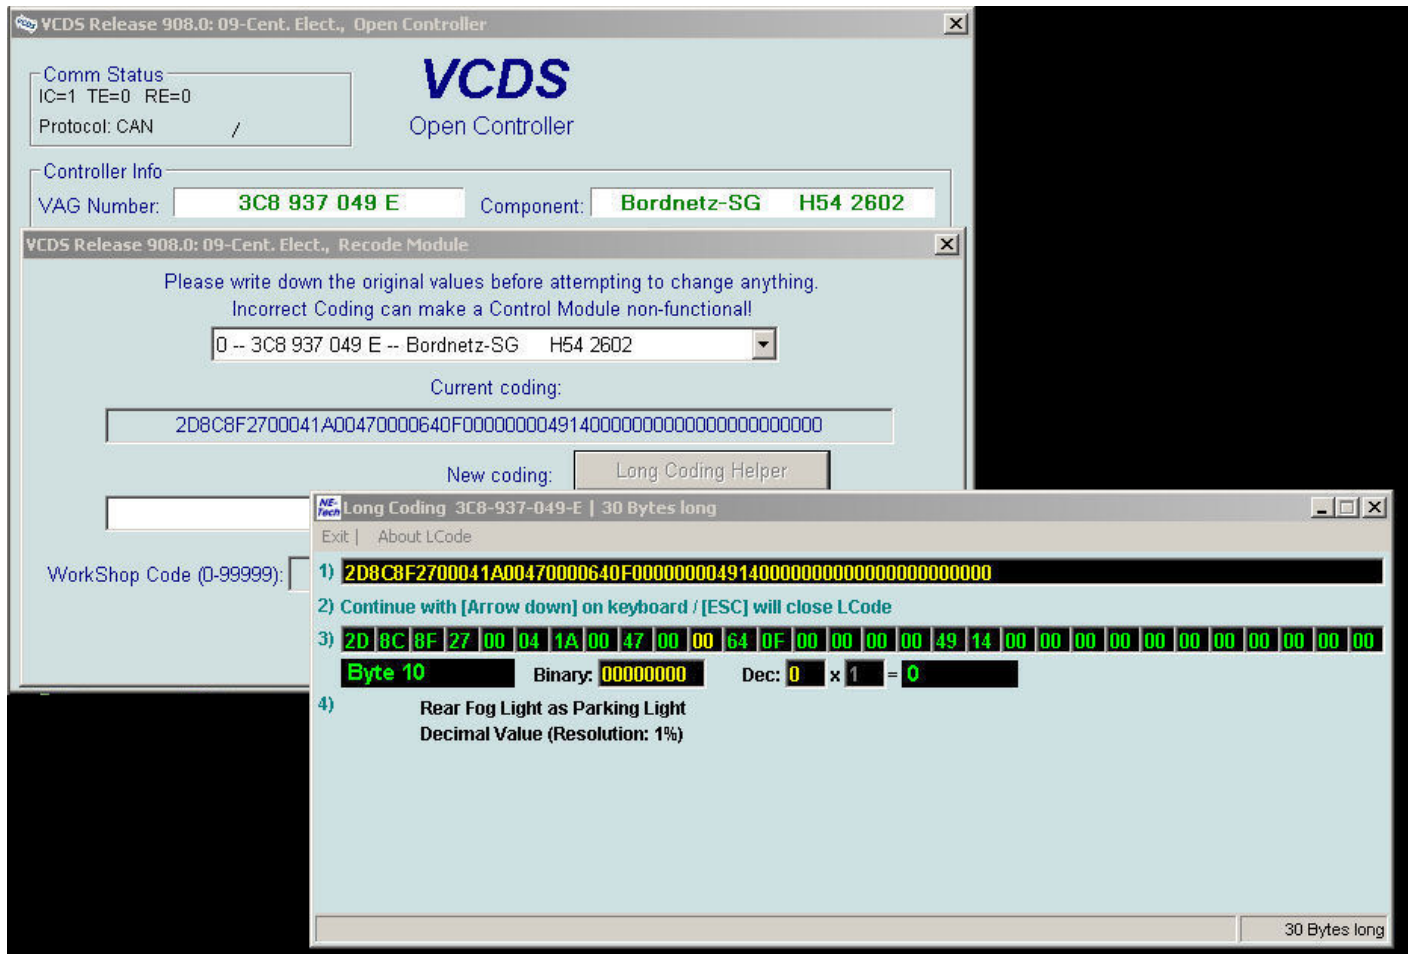 VCDS Release 908.0: 09-Cent. Elect., Open Controller
Comm Status
IC=1 TE=0 RE=0
Protocol: CAN /
VCDS
Open Controller
Controller Info
VAG Number: 3C8 937 049 E Component: Bordnetz-SG H54 2602
VCDS Release 908.0: 09-Cent. Elect., Recode Module
Please write down the original values before attempting to change anything.
Incorrect Coding can make a Control Module non-functional!
0 -- 3C8 937 049 E -- Bordnetz-SG H54 2602
Current coding:
2D8C8F2700041A00470000640F0000000049140000000000000000000000
New coding: Long Coding Helper
WorkShop Code (0-99999):
NE-Tech Long Coding 3C8-937-049-E | 30 Bytes long
Exit | About LCode
1) 2D8C8F2700041A00470000640F0000000049140000000000000000000000
2) Continue with [Arrow down] on keyboard / [ESC] will close LCode
3) 2D 8C 8F 27 00 04 1A 00 47 00 00 64 0F 00 00 00 00 49 14 00 00 00 00 00 00 00 00 00 00 00
Byte 10 Binary: 00000000 Dec: 0 x 1 = 0
4) Rear Fog Light as Parking Light
Decimal Value (Resolution: 1%)
30 Bytes long